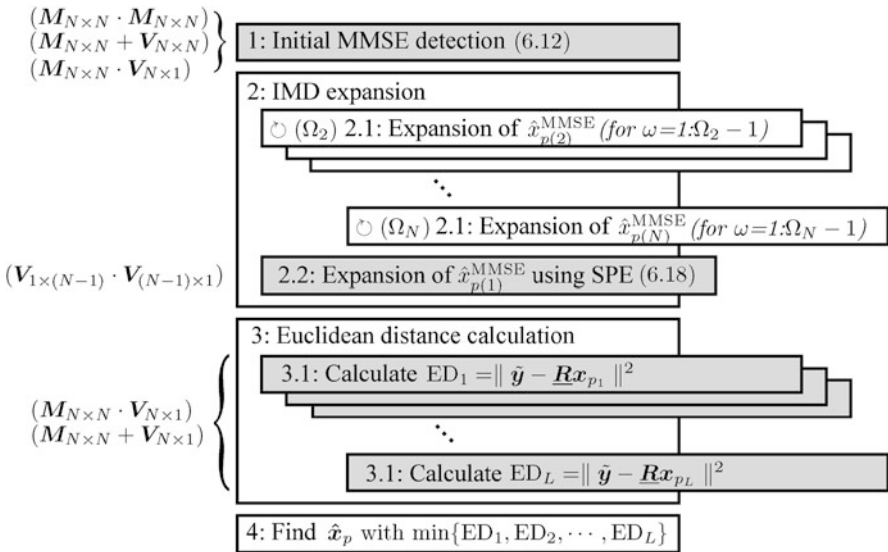 (M_{N×N} · M_{N×N})
(M_{N×N} + V_{N×N})
(M_{N×N} · V_{N×1})
1: Initial MMSE detection (6.12)
2: IMD expansion
↻ (Ω_2) 2.1: Expansion of x̂_{p(2)}^{MMSE} (for ω=1:Ω_2 − 1)
⋱
↻ (Ω_N) 2.1: Expansion of x̂_{p(N)}^{MMSE} (for ω=1:Ω_N − 1)
(V_{1×(N−1)} · V_{(N−1)×1})
2.2: Expansion of x̂_{p(1)}^{MMSE} using SPE (6.18)
3: Euclidean distance calculation
3.1: Calculate ED_1 = ‖ ỹ − R̲x_{p_1} ‖^2
(M_{N×N} · V_{N×1})
(M_{N×N} + V_{N×1})
⋱
3.1: Calculate ED_L = ‖ ỹ − R̲x_{p_L} ‖^2
4: Find x̂_p with min{ED_1, ED_2, ⋯ , ED_L}